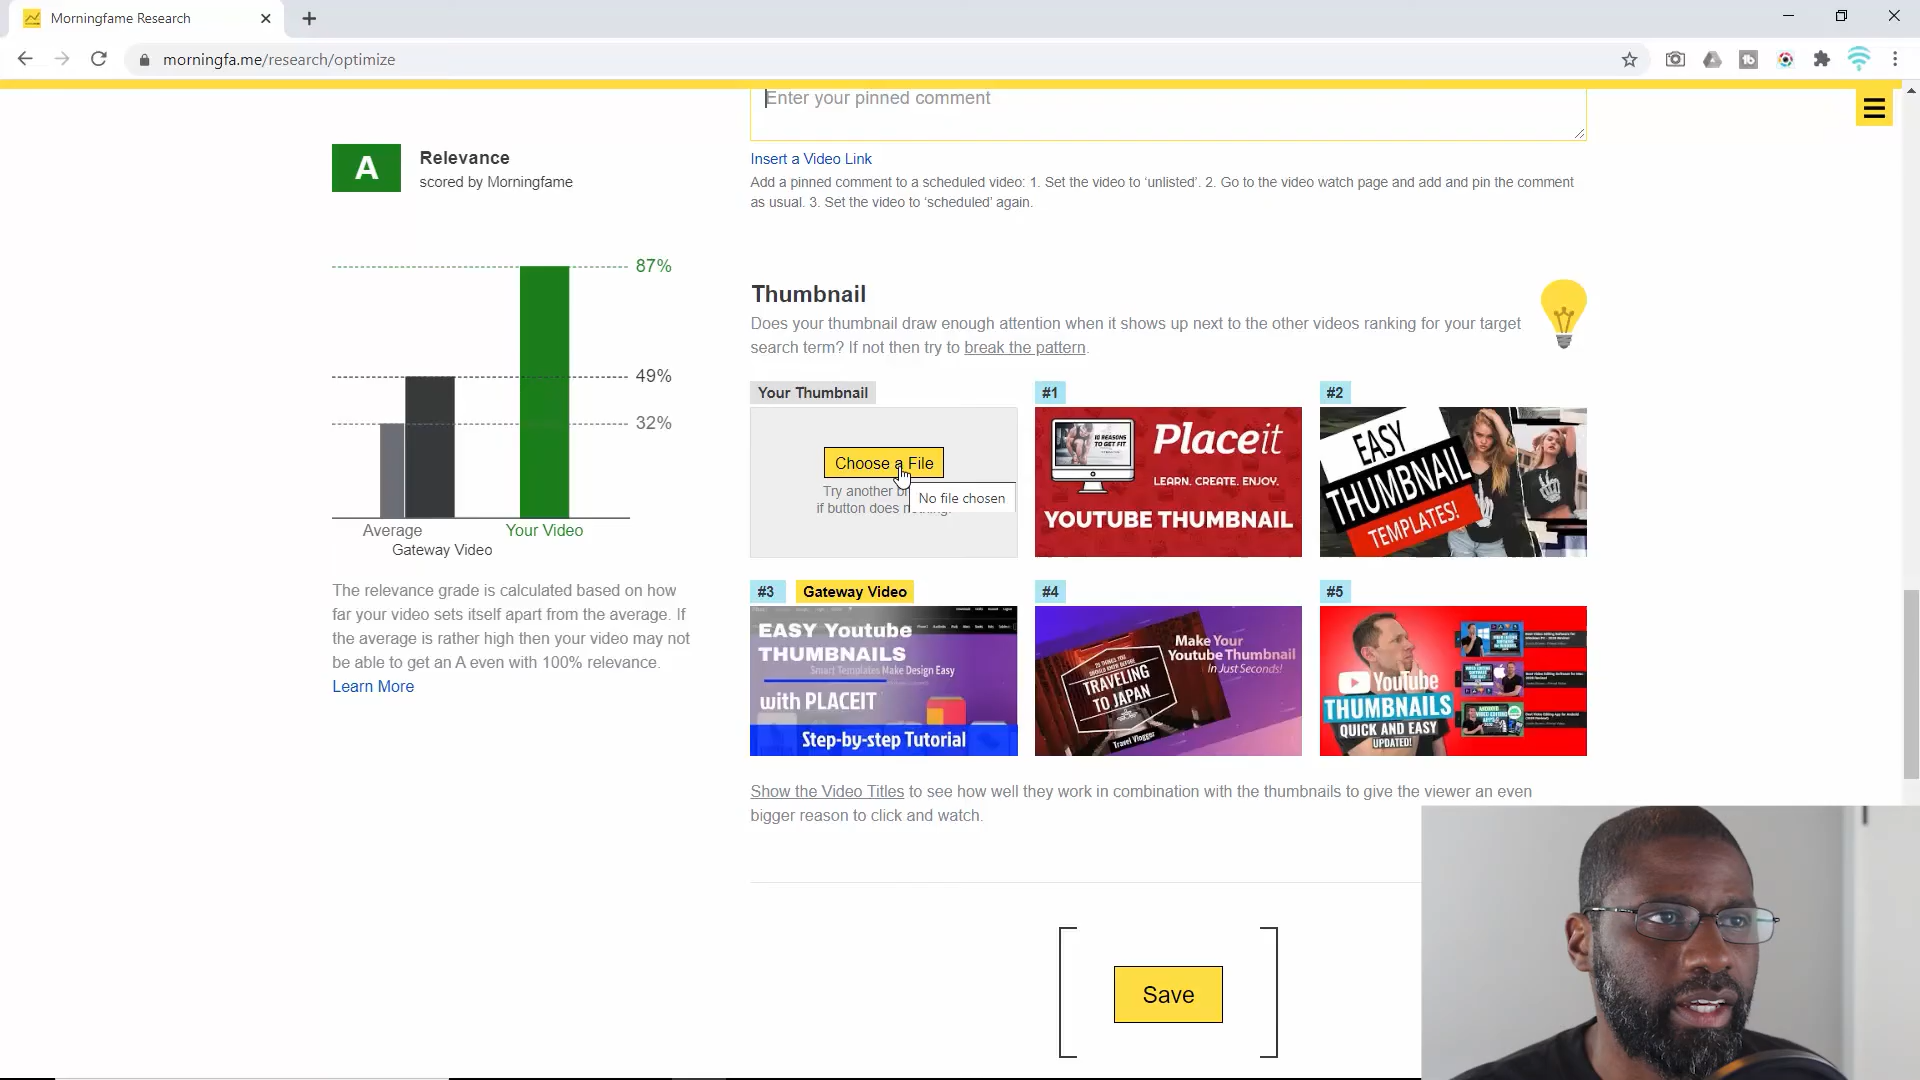 Morningfame Research
morningfa.me/research/optimize
Enter your pinned comment
Insert a Video Link
Add a pinned comment to a scheduled video: 1. Set the video to ‘unlisted’. 2. Go to the video watch page and add and pin the comment
as usual. 3. Set the video to ‘scheduled’ again.
A
Relevance
scored by Morningfame
87%
49%
32%
Average
Your Video
Gateway Video
The relevance grade is calculated based on how
far your video sets itself apart from the average. If
the average is rather high then your video may not
be able to get an A even with 100% relevance.
Learn More
Thumbnail
Does your thumbnail draw enough attention when it shows up next to the other videos ranking for your target
search term? If not then try to break the pattern.
Your Thumbnail
Choose a File
Try another
No file chosen
if button does
#1
10 REASONS
TO GET FIT
Placeit
LEARN. CREATE. ENJOY.
YOUTUBE THUMBNAIL
#2
EASY
THUMBNAIL
TEMPLATES!
#3
Gateway Video
EASY Youtube
THUMBNAILS
Smart Templates Make Design Easy
with PLACEIT
Step-by-step Tutorial
#4
Make Your
Youtube Thumbnail
In Just Seconds!
TRAVELING
TO JAPAN
Travel Vlogger
#5
YouTube
THUMBNAILS
QUICK AND EASY
UPDATED!
Show the Video Titles to see how well they work in combination with the thumbnails to give the viewer an even
bigger reason to click and watch.
Save